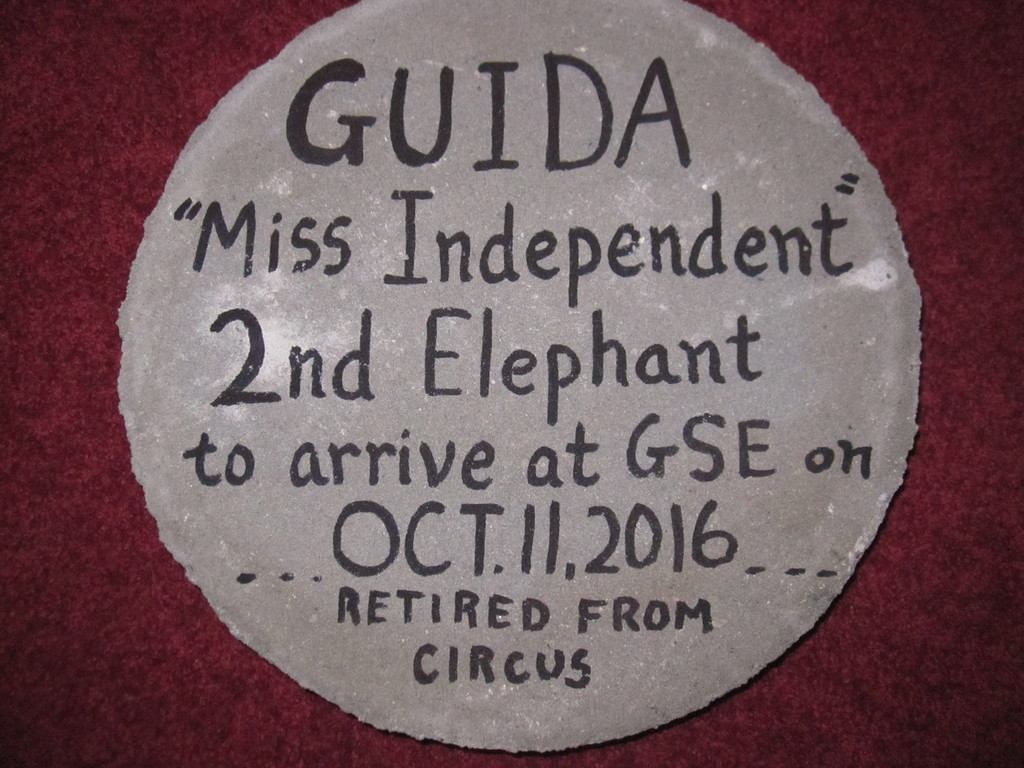 GUIDA
"Miss Independent"
2nd Elephant
to arrive at GSE on
...OCT.11,2016---
RETIRED FROM
CIRCUS